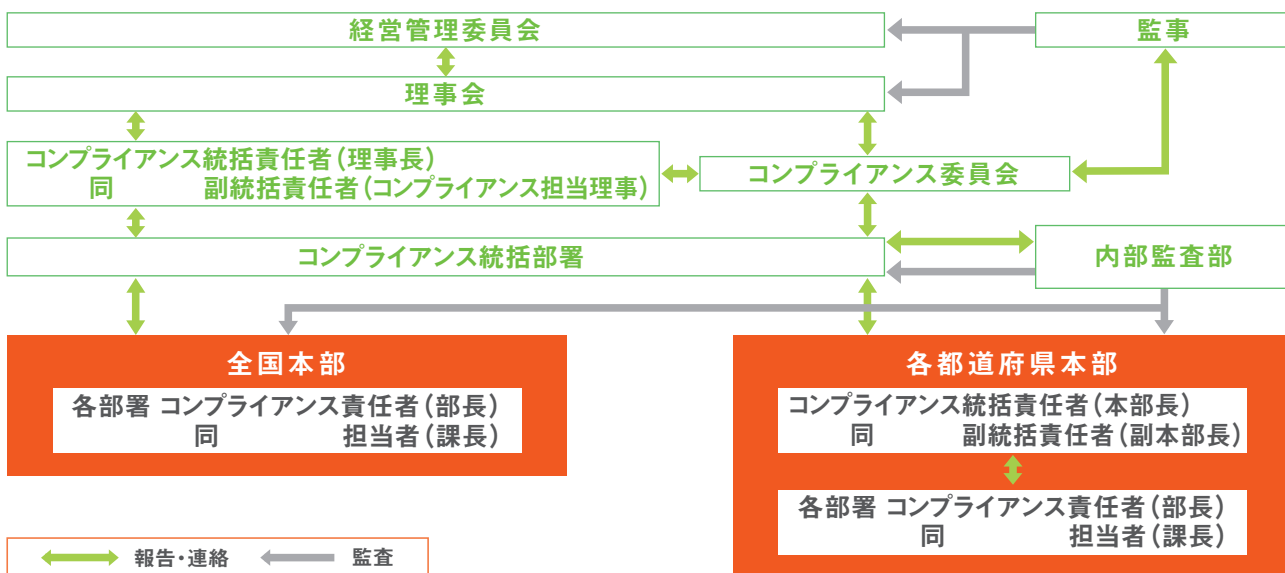 経営管理委員会
監事
理事会
コンプライアンス統括責任者(理事長)
同 副統括責任者(コンプライアンス担当理事)
コンプライアンス委員会
コンプライアンス統括部署
内部監査部
全国本部
各部署 コンプライアンス責任者(部長)
同 担当者(課長)
各都道府県本部
コンプライアンス統括責任者(本部長)
同 副統括責任者(副本部長)
各部署 コンプライアンス責任者(部長)
同 担当者(課長)
報告・連絡 監査